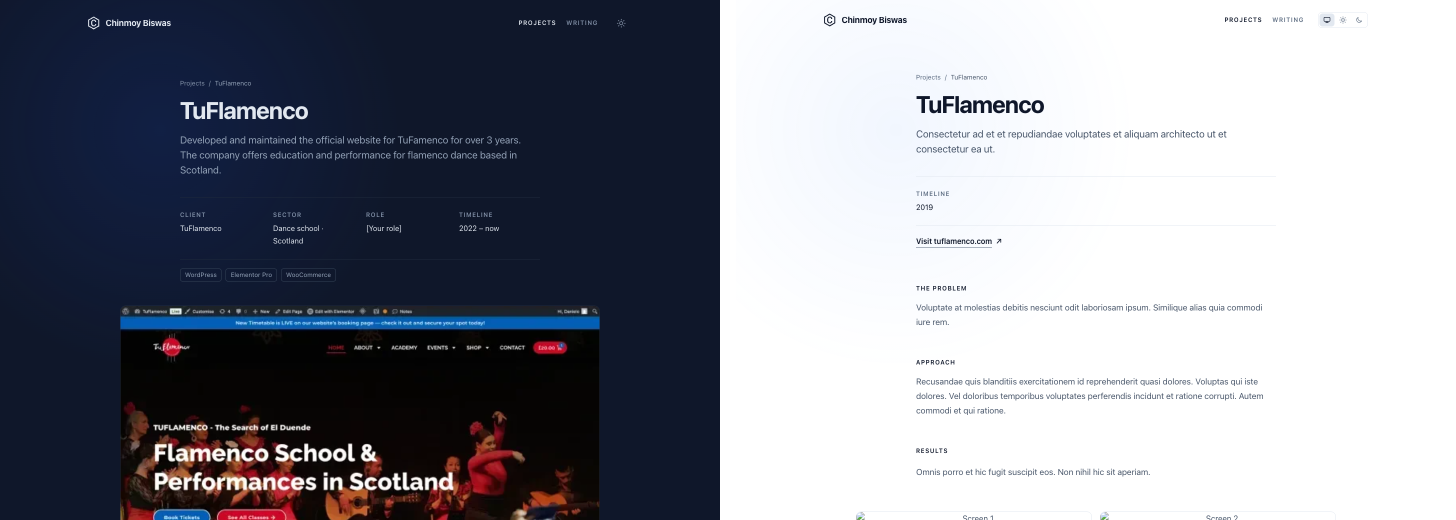 Chinmoy Biswas
PROJECTS WRITING
Projects / TuFlamenco
TuFlamenco
Developed and maintained the official website for TuFamenco for over 3 years.
The company offers education and performance for flamenco dance based in
Scotland.
CLIENT SECTOR ROLE TIMELINE
TuFlamenco Dance school · [Your role] 2022 – now
Scotland
WordPress Elementor Pro WooCommerce
TuFlamenco Live Customise 4 New Edit Page Edit with Elementor Notes
New Timetable is LIVE on our website's booking page — check it out and secure your spot today!
TuFlamenco HOME ABOUT ACADEMY EVENTS SHOP CONTACT
TUFLAMENCO - The Search of El Duende
Flamenco School &
Performances in Scotland
Book Tickets See All Classes
Chinmoy Biswas
PROJECTS WRITING
Projects / TuFlamenco
TuFlamenco
Consectetur ad et et repudiandae voluptates et aliquam architecto ut et
consectetur ea ut.
TIMELINE
2019
Visit tuflamenco.com ↗
THE PROBLEM
Voluptate at molestias debitis nesciunt odit laboriosam ipsum. Similique alias quia commodi
iure rem.
APPROACH
Recusandae quis blanditiis exercitationem id reprehenderit quasi dolores. Voluptas qui iste
dolores. Vel doloribus temporibus voluptates perferendis incidunt et ratione corrupti. Autem
commodi et qui ratione.
RESULTS
Omnis porro et hic fugit suscipit eos. Non nihil hic sit aperiam.
Screen 1 Screen 2